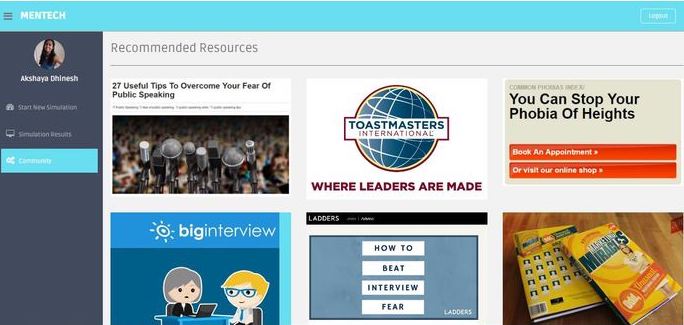 MENTECH
Logout
Akshaya Dhinesh
Start New Simulation
Simulation Results
Community
Recommended Resources
27 Useful Tips To Overcome Your Fear Of
Public Speaking
TOASTMASTERS
INTERNATIONAL
WHERE LEADERS ARE MADE
COMMON PHOBIAS INDEX
You Can Stop Your
Phobia Of Heights
Book An Appointment »
Or visit our online shop »
biginterview
LADDERS
HOW TO
BEAT
INTERVIEW
FEAR
LADDERS